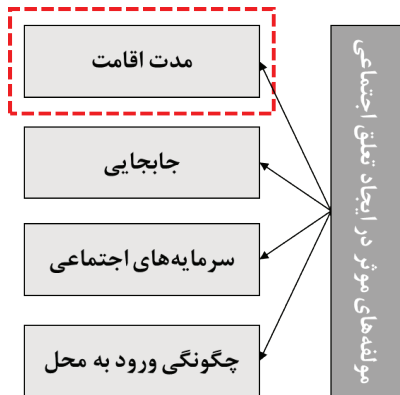 مولفه‌های موثر در ایجاد تعلق اجتماعی
مدت اقامت
جابجایی
سرمایه‌های اجتماعی
چگونگی ورود به محل